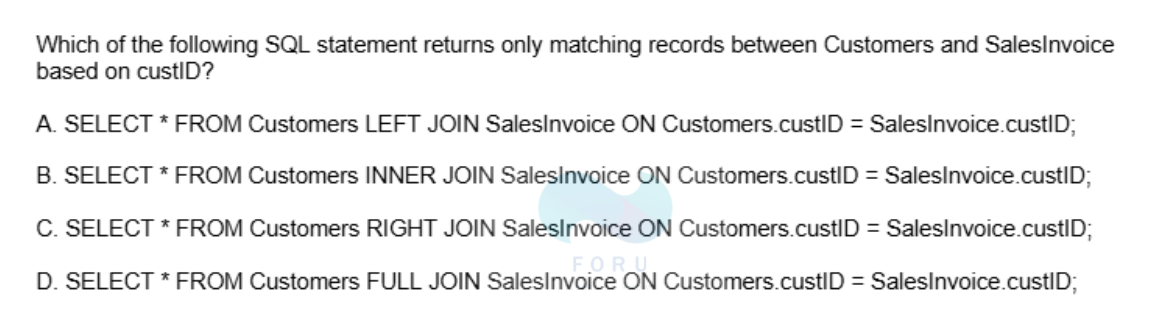 Which of the following SQL statement returns only matching records between Customers and SalesInvoice
based on custID?
A. SELECT * FROM Customers LEFT JOIN SalesInvoice ON Customers.custID = SalesInvoice.custID;
B. SELECT * FROM Customers INNER JOIN SalesInvoice ON Customers.custID = SalesInvoice.custID;
C. SELECT * FROM Customers RIGHT JOIN SalesInvoice ON Customers.custID = SalesInvoice.custID;
FORU
D. SELECT * FROM Customers FULL JOIN SalesInvoice ON Customers.custID = SalesInvoice.custID;